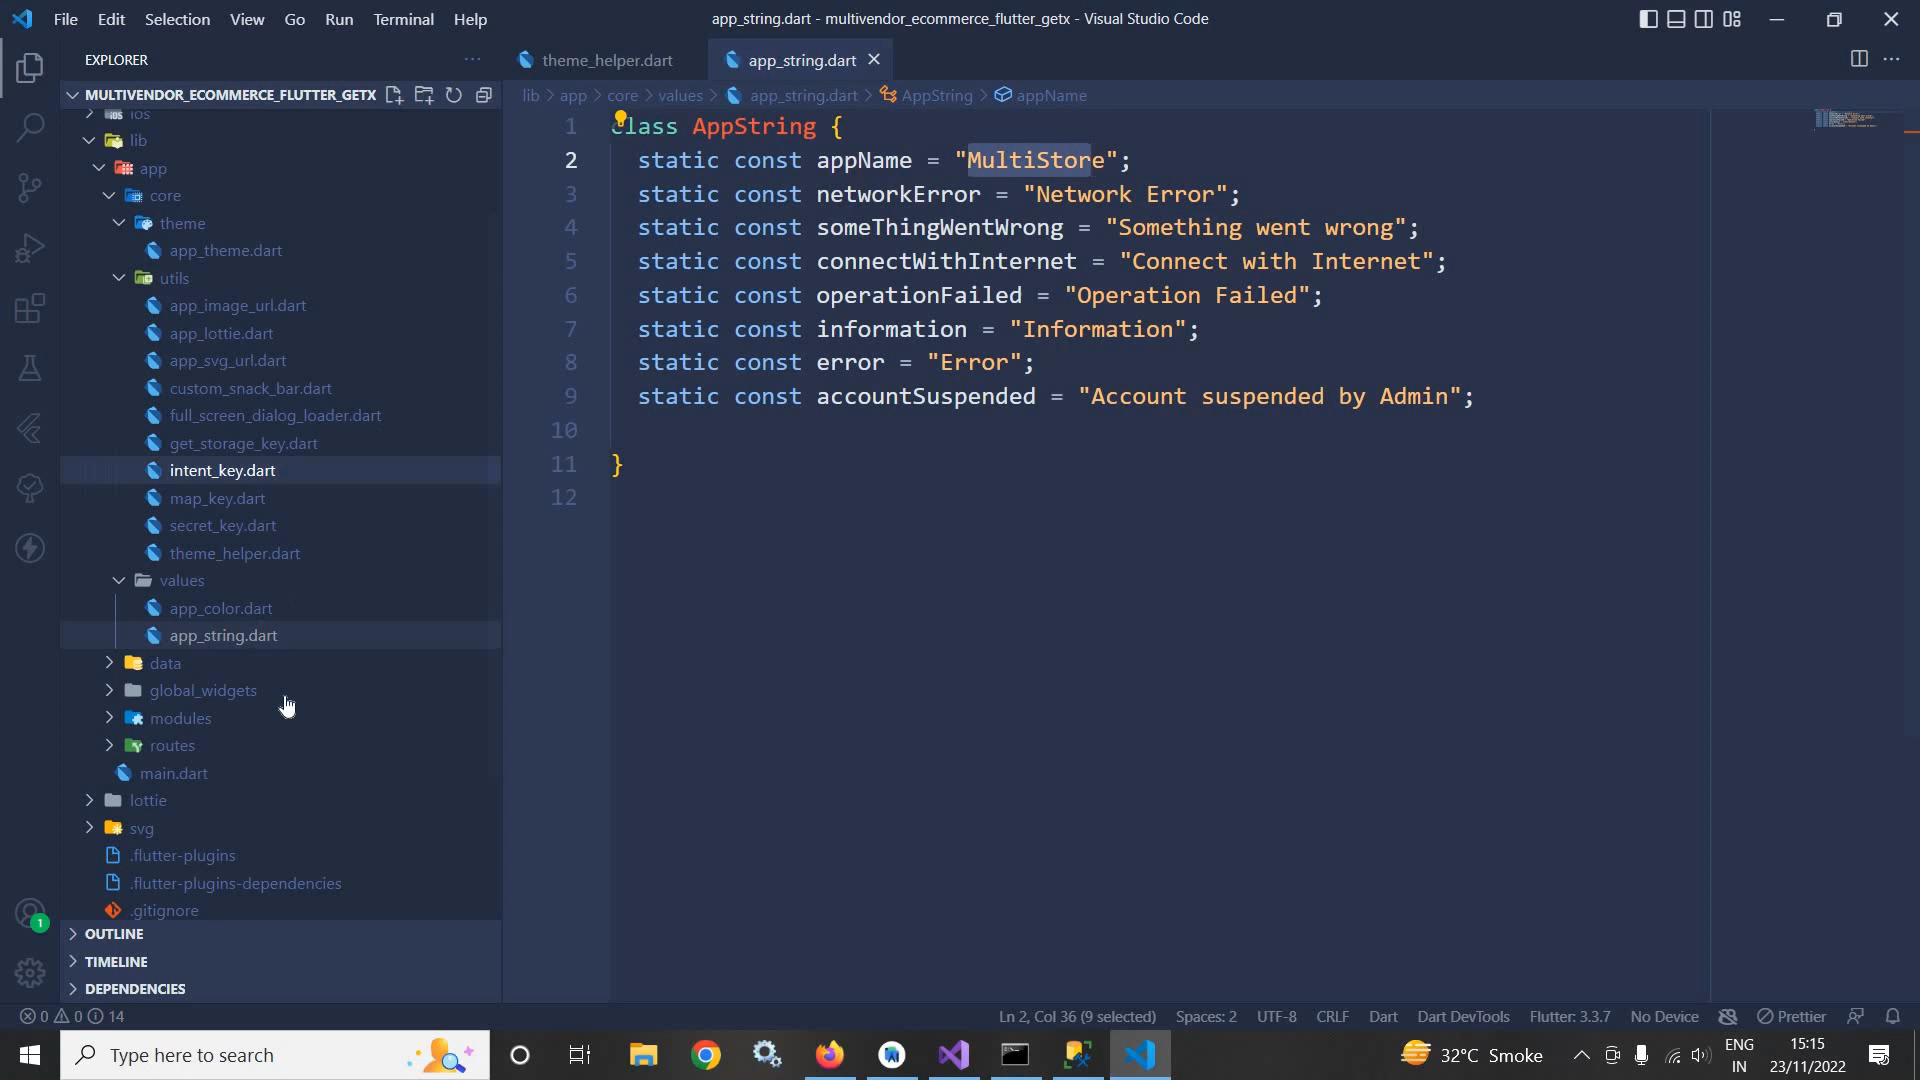 File Edit Selection View Go Run Terminal Help
app_string.dart - multivendor_ecommerce_flutter_getx - Visual Studio Code
EXPLORER
MULTIVENDOR_ECOMMERCE_FLUTTER_GETX
ios
lib
app
core
theme
app_theme.dart
utils
app_image_url.dart
app_lottie.dart
app_svg_url.dart
custom_snack_bar.dart
full_screen_dialog_loader.dart
get_storage_key.dart
intent_key.dart
map_key.dart
secret_key.dart
theme_helper.dart
values
app_color.dart
app_string.dart
data
global_widgets
modules
routes
main.dart
lottie
svg
.flutter-plugins
.flutter-plugins-dependencies
.gitignore
OUTLINE
TIMELINE
DEPENDENCIES
theme_helper.dart
app_string.dart
lib > app > core > values > app_string.dart > AppString > appName
1 class AppString {
2 static const appName = "MultiStore";
3 static const networkError = "Network Error";
4 static const someThingWentWrong = "Something went wrong";
5 static const connectWithInternet = "Connect with Internet";
6 static const operationFailed = "Operation Failed";
7 static const information = "Information";
8 static const error = "Error";
9 static const accountSuspended = "Account suspended by Admin";
10
11 }
12
1
0 0 14
Ln 2, Col 36 (9 selected) Spaces: 2 UTF-8 CRLF Dart Dart DevTools Flutter: 3.3.7 No Device Prettier
Type here to search
32°C Smoke
ENG
IN
15:15
23/11/2022